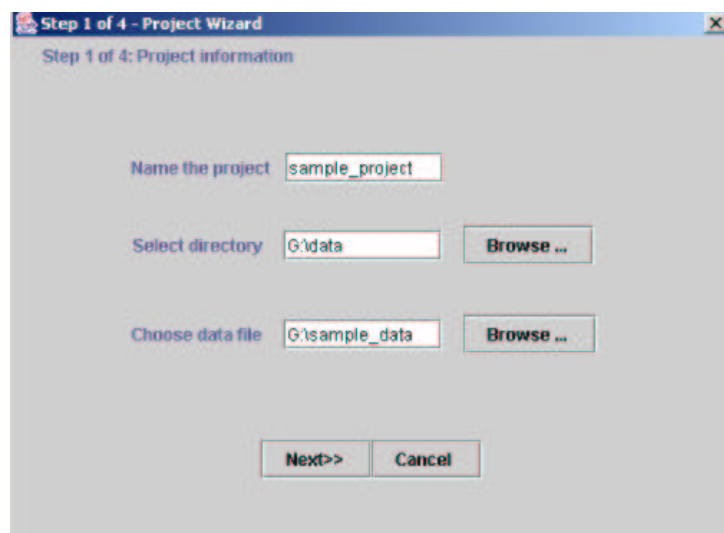 Step 1 of 4 - Project Wizard
Step 1 of 4: Project information
Name the project sample_project
Select directory G:\data Browse ...
Choose data file G:\sample_data Browse ...
Next>> Cancel